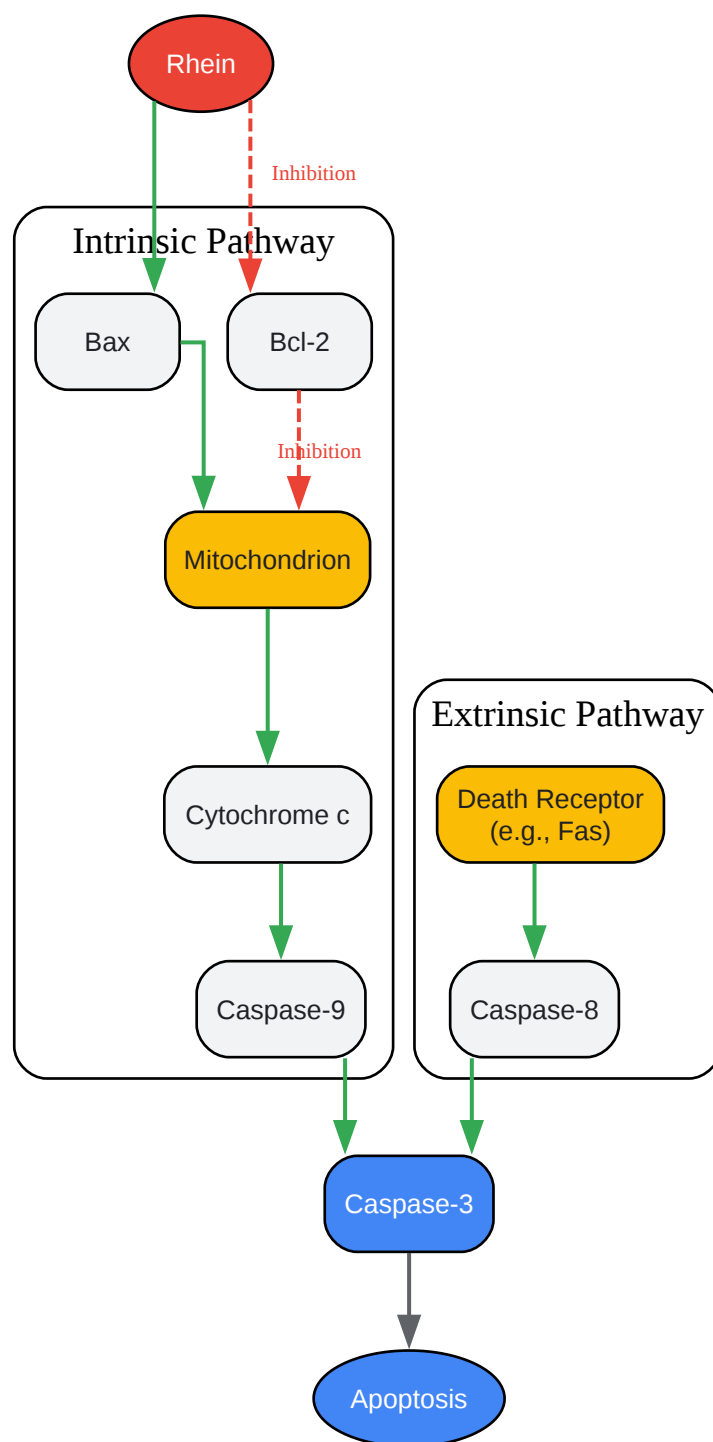 Rhein
Inhibition
Intrinsic Pathway
Bax
Bcl-2
Inhibition
Mitochondrion
Extrinsic Pathway
Cytochrome c
Death Receptor
(e.g., Fas)
Caspase-9
Caspase-8
Caspase-3
Apoptosis